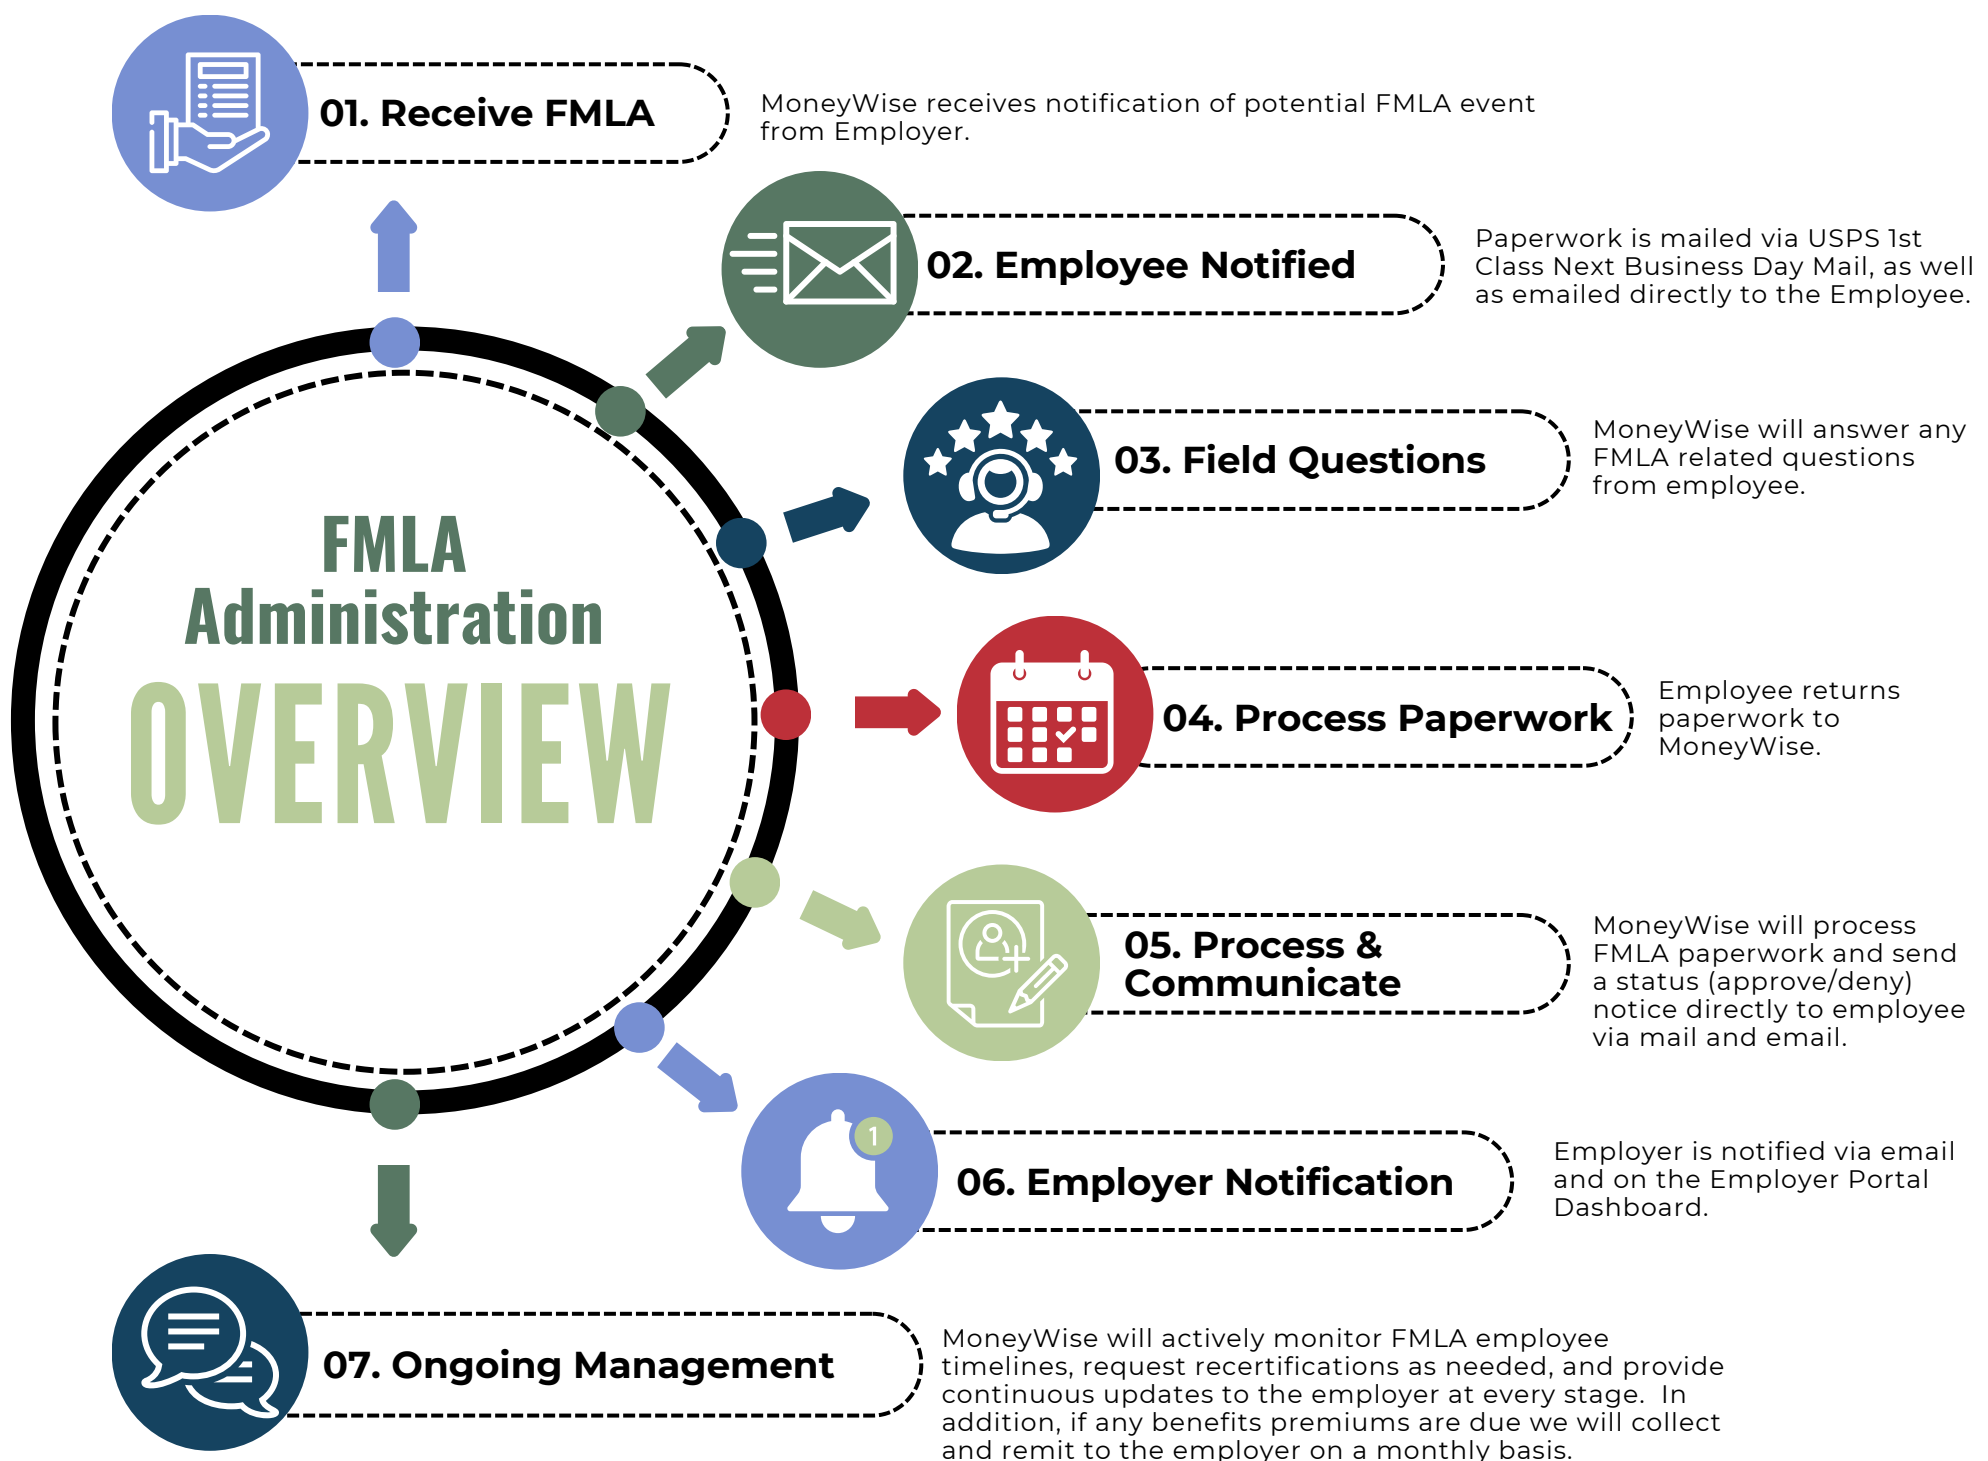 01. Receive FMLA
MoneyWise receives notification of potential FMLA event
from Employer.
02. Employee Notified
Paperwork is mailed via USPS 1st
Class Next Business Day Mail, as well
as emailed directly to the Employee.
03. Field Questions
MoneyWise will answer any
FMLA related questions
from employee.
FMLA
Administration
OVERVIEW
04. Process Paperwork
Employee returns
paperwork to
MoneyWise.
05. Process &
Communicate
MoneyWise will process
FMLA paperwork and send
a status (approve/deny)
notice directly to employee
via mail and email.
1
06. Employer Notification
Employer is notified via email
and on the Employer Portal
Dashboard.
07. Ongoing Management
MoneyWise will actively monitor FMLA employee
timelines, request recertifications as needed, and provide
continuous updates to the employer at every stage.  In
addition, if any benefits premiums are due we will collect
and remit to the employer on a monthly basis.